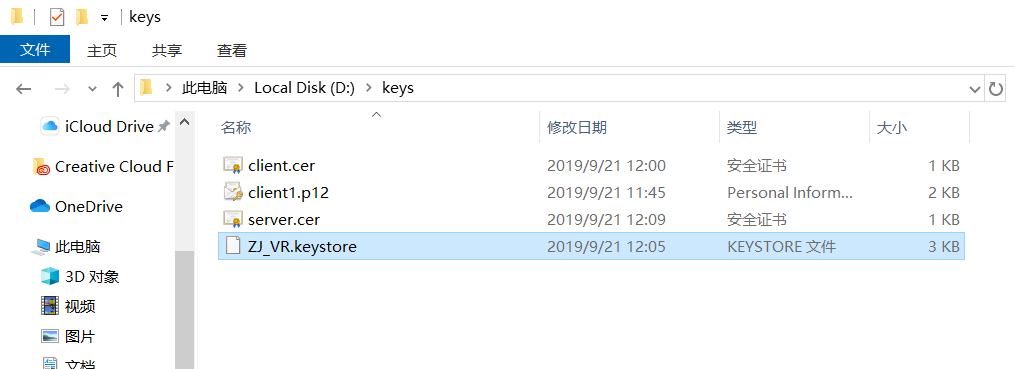 keys
文件 主页 共享 查看
此电脑 Local Disk (D:) keys
iCloud Drive
Creative Cloud F
OneDrive
此电脑
3D 对象
视频
图片
文档
名称 修改日期 类型 大小
client.cer 2019/9/21 12:00 安全证书 1 KB
client1.p12 2019/9/21 11:45 Personal Inform... 2 KB
server.cer 2019/9/21 12:09 安全证书 1 KB
ZJ_VR.keystore 2019/9/21 12:05 KEYSTORE 文件 3 KB